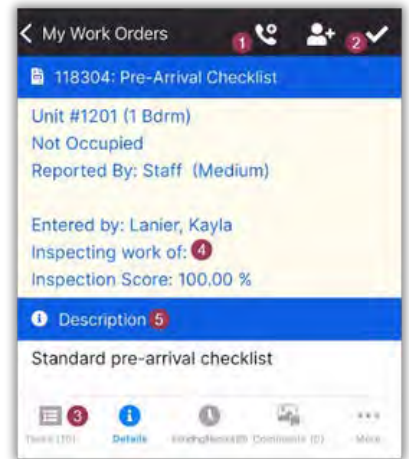 My Work Orders 1 2
118304: Pre-Arrival Checklist
Unit #1201 (1 Bdrm)
Not Occupied
Reported By: Staff (Medium)
Entered by: Lanier, Kayla
Inspecting work of: 4
Inspection Score: 100.00 %
Description 5
Standard pre-arrival checklist
3
Tasks (10) Details Comments (0) More